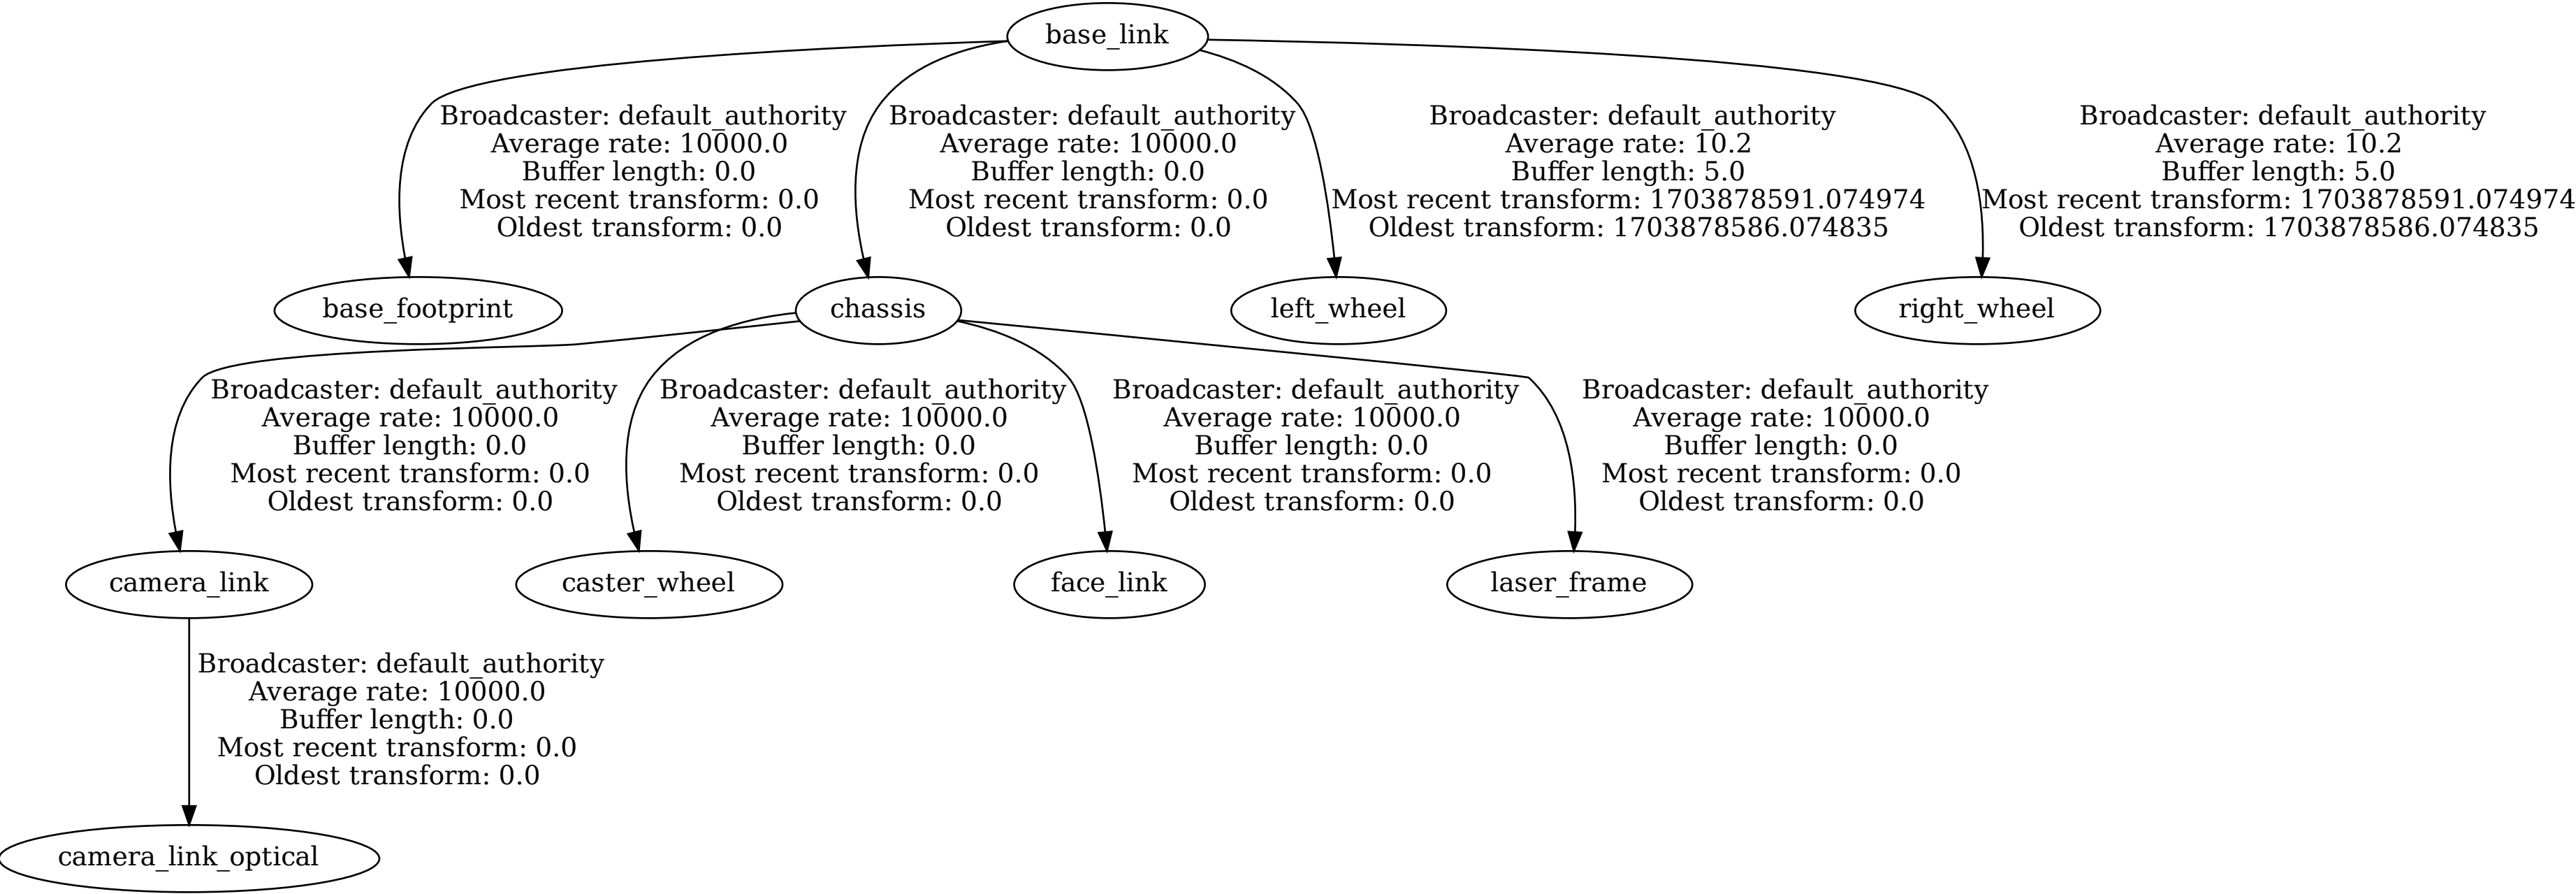 base_link
Broadcaster: default_authority
Average rate: 10000.0
Buffer length: 0.0
Most recent transform: 0.0
Oldest transform: 0.0
Broadcaster: default_authority
Average rate: 10000.0
Buffer length: 0.0
Most recent transform: 0.0
Oldest transform: 0.0
Broadcaster: default_authority
Average rate: 10.2
Buffer length: 5.0
Most recent transform: 1703878591.074974
Oldest transform: 1703878586.074835
Broadcaster: default_authority
Average rate: 10.2
Buffer length: 5.0
Most recent transform: 1703878591.074974
Oldest transform: 1703878586.074835
base_footprint
chassis
left_wheel
right_wheel
Broadcaster: default_authority
Average rate: 10000.0
Buffer length: 0.0
Most recent transform: 0.0
Oldest transform: 0.0
Broadcaster: default_authority
Average rate: 10000.0
Buffer length: 0.0
Most recent transform: 0.0
Oldest transform: 0.0
Broadcaster: default_authority
Average rate: 10000.0
Buffer length: 0.0
Most recent transform: 0.0
Oldest transform: 0.0
Broadcaster: default_authority
Average rate: 10000.0
Buffer length: 0.0
Most recent transform: 0.0
Oldest transform: 0.0
camera_link
caster_wheel
face_link
laser_frame
Broadcaster: default_authority
Average rate: 10000.0
Buffer length: 0.0
Most recent transform: 0.0
Oldest transform: 0.0
camera_link_optical